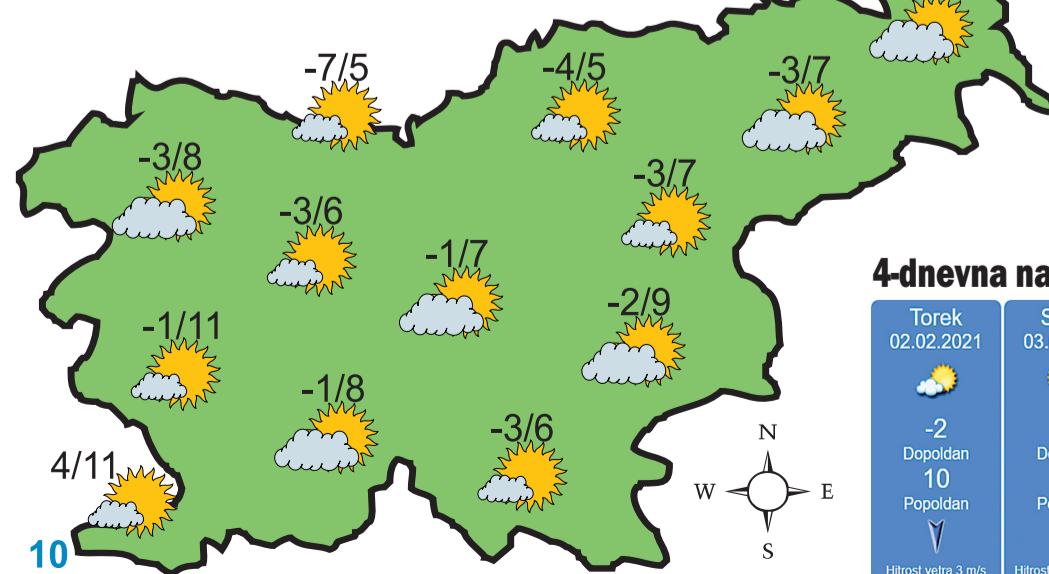 -7/5
-4/5
-3/7
-3/8
-3/7
-3/6
-1/7
-2/9
-1/11
-1/8
-3/6
4/11
10
N
W E
S
4-dnevna
Torek
02.02.2021
03.
-2
Dopoldan
10
Popoldan
Hitrost vetra 3 m/s